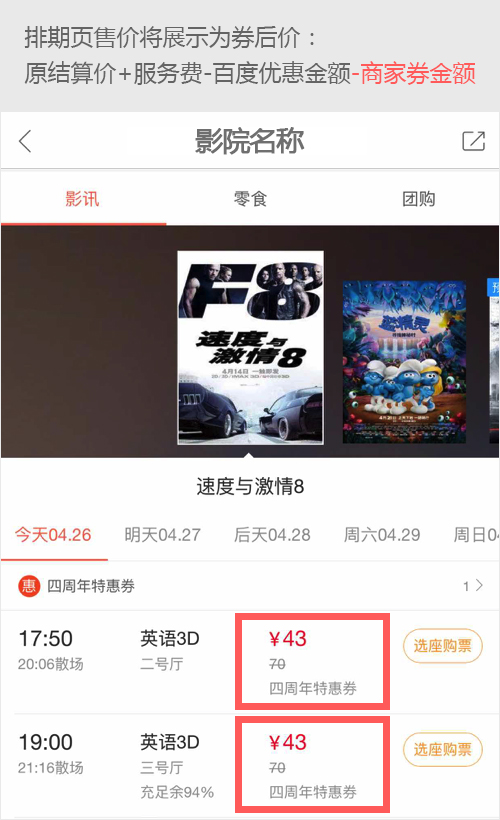 排期页售价将展示为券后价：
原结算价+服务费-百度优惠金额-商家券金额
影院名称
影讯
零食
团购
F8
速度与
激情8
4月14日 一触即发
蓝精灵
寻找神秘村
预
速度与激情8
今天04.26
明天04.27
后天04.28
周六04.29
周日04
惠 四周年特惠券
1
17:50
英语3D
¥43
选座购票
20:06散场
二号厅
70
四周年特惠券
19:00
英语3D
¥43
选座购票
21:16散场
三号厅
70
充足余94%
四周年特惠券